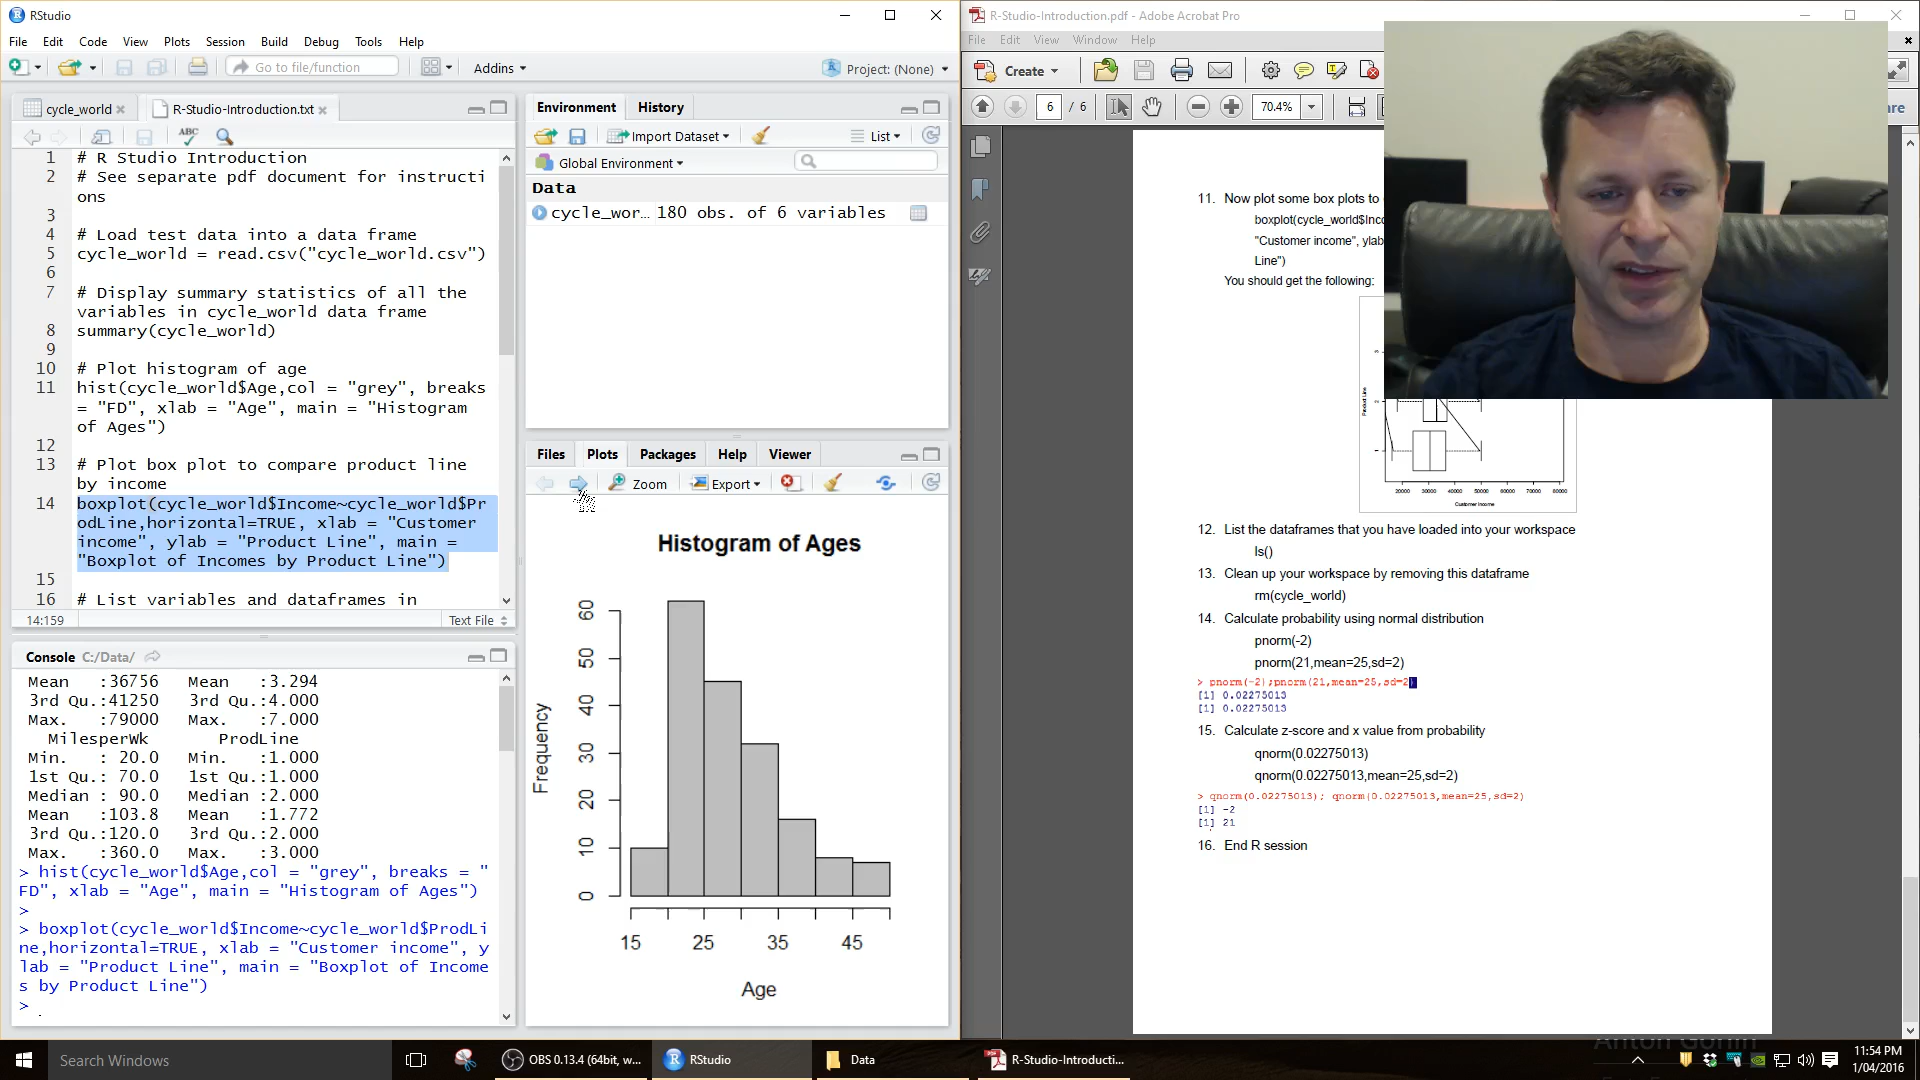 RStudio
File Edit Code View Plots Session Build Debug Tools Help
Go to file/function
Addins
Project: (None)
cycle_world
R-Studio-Introduction.txt
ABC
1 # R Studio Introduction
2 # See separate pdf document for instructi
ons
3
4 # Load test data into a data frame
5 cycle_world = read.csv("cycle_world.csv")
6
7 # Display summary statistics of all the
variables in cycle_world data frame
8 summary(cycle_world)
9
10 # Plot histogram of age
11 hist(cycle_world$Age,col = "grey", breaks
= "FD", xlab = "Age", main = "Histogram
of Ages")
12
13 # Plot box plot to compare product line
by income
14 boxplot(cycle_world$Income~cycle_world$Pr
odLine,horizontal=TRUE, xlab = "Customer
income", ylab = "Product Line", main =
"Boxplot of Incomes by Product Line")
15
16 # List variables and dataframes in
14:159
Text File
Console C:/Data/
Mean :36756 Mean :3.294
3rd Qu.:41250 3rd Qu.:4.000
Max. :79000 Max. :7.000
MilesperWk ProdLine
Min. : 20.0 Min. :1.000
1st Qu.: 70.0 1st Qu.:1.000
Median : 90.0 Median :2.000
Mean :103.8 Mean :1.772
3rd Qu.:120.0 3rd Qu.:2.000
Max. :360.0 Max. :3.000
> hist(cycle_world$Age,col = "grey", breaks = "
FD", xlab = "Age", main = "Histogram of Ages")
>
> boxplot(cycle_world$Income~cycle_world$ProdLi
ne,horizontal=TRUE, xlab = "Customer income", y
lab = "Product Line", main = "Boxplot of Income
s by Product Line")
>
Environment History
Import Dataset
List
Global Environment
Data
cycle_wor... 180 obs. of 6 variables
Files Plots Packages Help Viewer
Zoom Export
Histogram of Ages
Frequency
60
50
40
30
20
10
0
15 25 35 45
Age
R-Studio-Introduction.pdf - Adobe Acrobat Pro
File Edit View Window Help
Create
6 / 6
70.4%
11. Now plot some box plots to
boxplot(cycle_world$Inco
"Customer income", ylab
Line")
You should get the following:
Product Line
3
2
1
20000 30000 40000 50000 60000 70000 80000
Customer Income
12. List the dataframes that you have loaded into your workspace
ls()
13. Clean up your workspace by removing this dataframe
rm(cycle_world)
14. Calculate probability using normal distribution
pnorm(-2)
pnorm(21,mean=25,sd=2)
> pnorm(-2);pnorm(21,mean=25,sd=2)
[1] 0.02275013
[1] 0.02275013
15. Calculate z-score and x value from probability
qnorm(0.02275013)
qnorm(0.02275013,mean=25,sd=2)
> qnorm(0.02275013); qnorm(0.02275013,mean=25,sd=2)
[1] -2
[1] 21
16. End R session
Search Windows
OBS 0.13.4 (64bit, w...
RStudio
Data
R-Studio-Introducti...
11:54 PM
1/04/2016